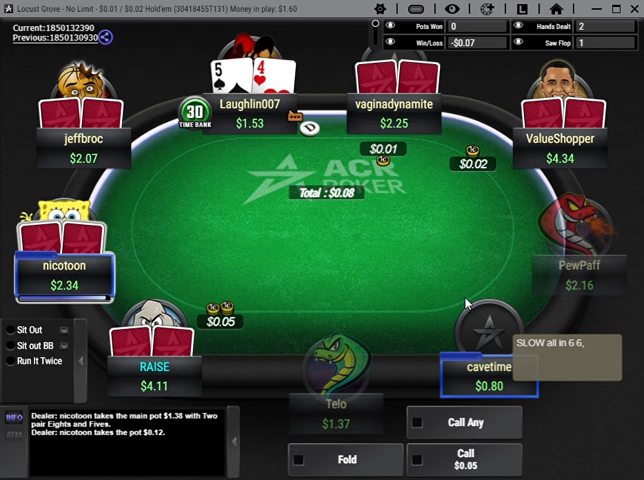 Locust Grove - No Limit - $0.01 / $0.02 Hold'em (30418455T131) Money in play: $1.60
Current:1850132390
Previous:1850130930
Pots Won 0 Hands Dealt 2
Win/Loss -$0.07 Saw Flop 1
5 4
30
TIME BANK
Laughlin007
$1.53
vaginadynamite
$2.25
jeffbroc
$2.07
ValueShopper
$4.34
D
$0.01
$0.02
ACR
POKER
Total : $0.08
nicotoon
$2.34
PewPaff
$2.16
$0.05
RAISE
$4.11
Sit Out
Sit out BB
Run It Twice
SLOW all in 6 6,
cavetime
$0.80
Telo
$1.37
INFO
ATM
Dealer: nicotoon takes the main pot $1.38 with Two
pair Eights and Fives.
Dealer: nicotoon takes the pot $0.12.
Call Any
Fold
Call
$0.05